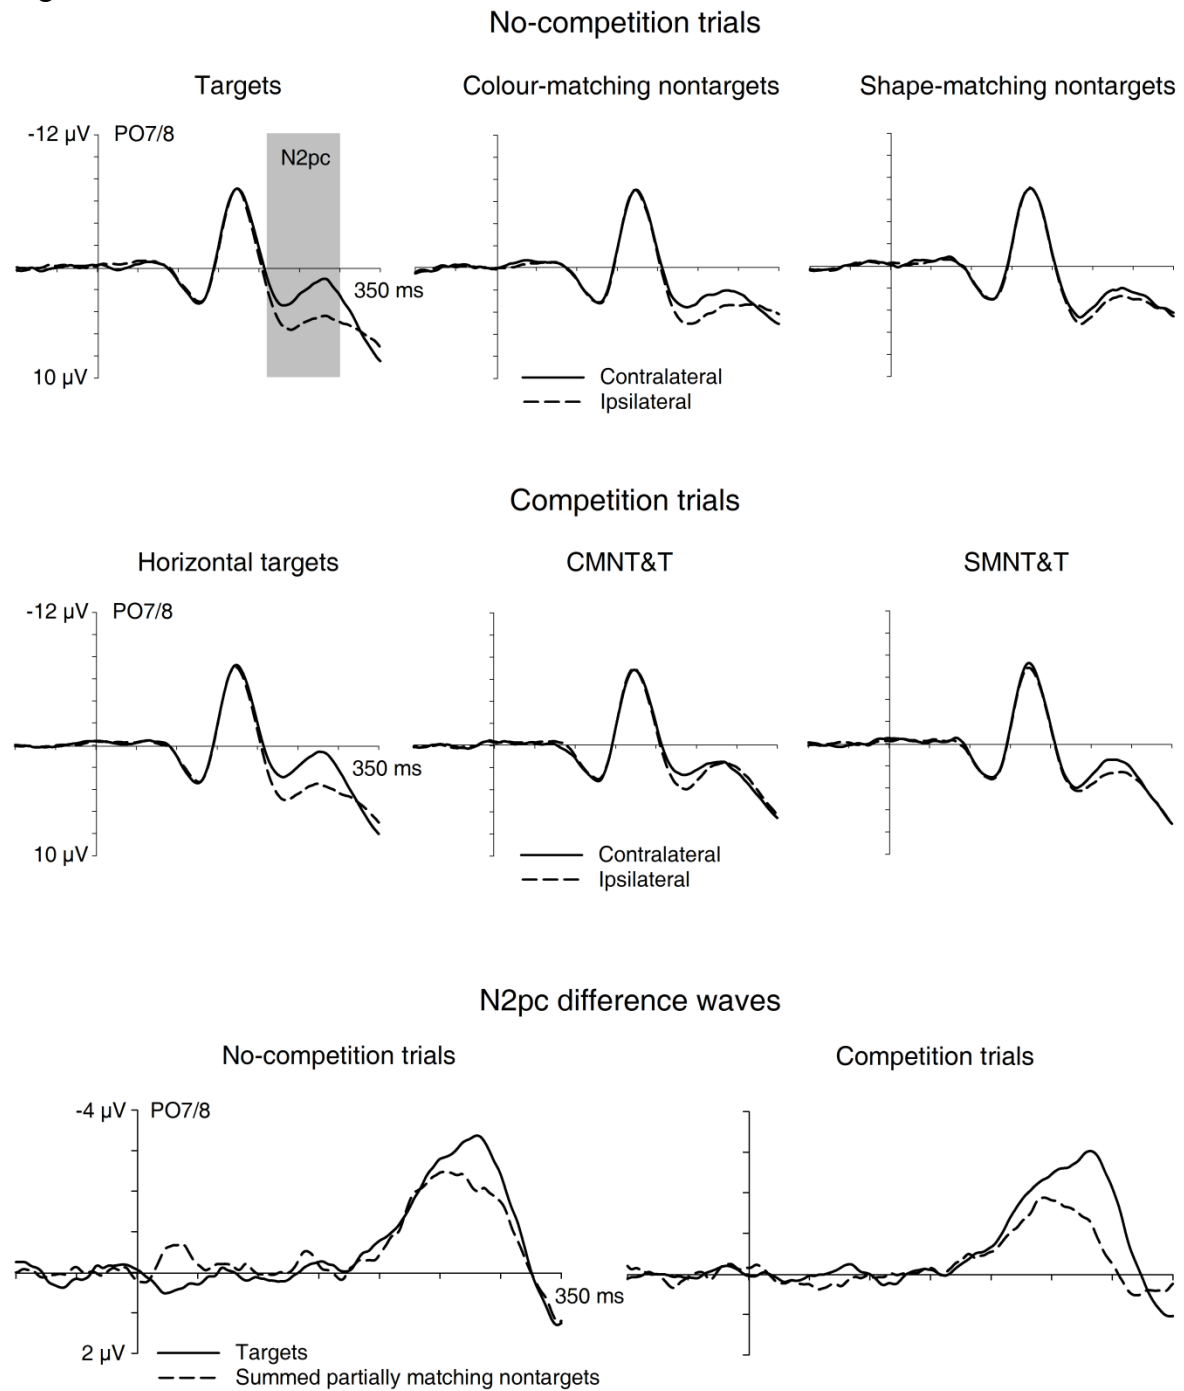 No-competition trials
Targets
Colour-matching nontargets
Shape-matching nontargets
-12 µV
PO7/8
N2pc
350 ms
10 µV
Contralateral
Ipsilateral
Competition trials
Horizontal targets
CMNT&T
SMNT&T
-12 µV
PO7/8
350 ms
10 µV
Contralateral
Ipsilateral
N2pc difference waves
No-competition trials
Competition trials
-4 µV
PO7/8
350 ms
2 µV
Targets
Summed partially matching nontargets